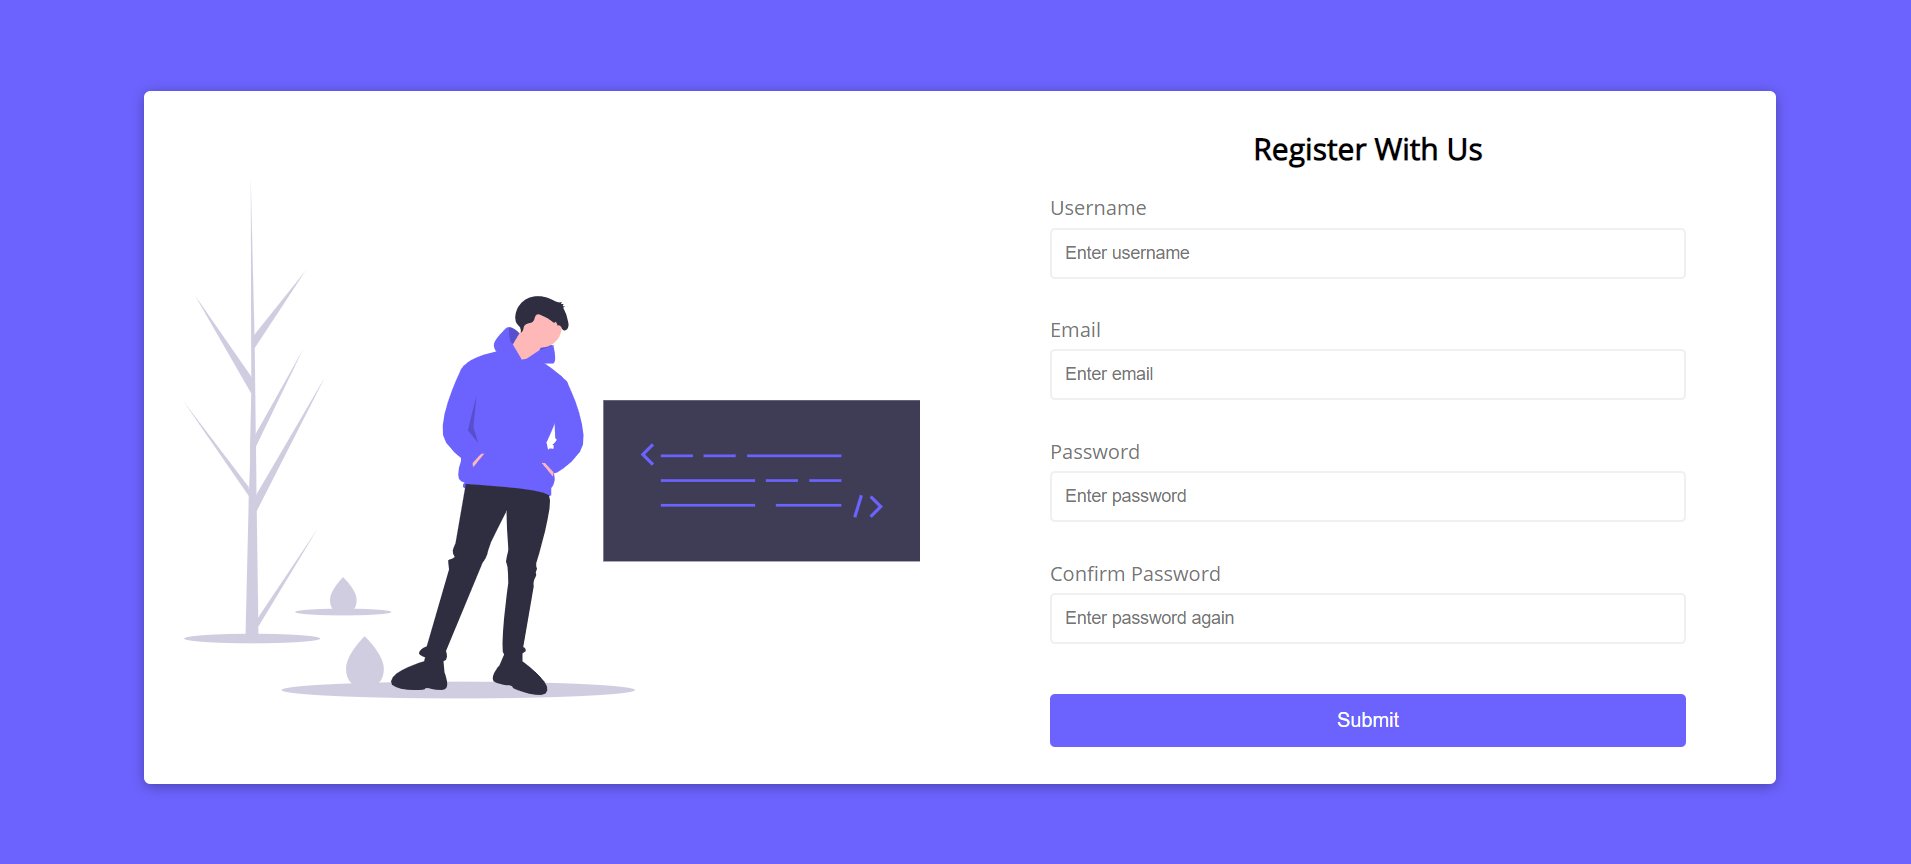 Register With Us
Username
Enter username
Email
Enter email
Password
Enter password
Confirm Password
Enter password again
Submit